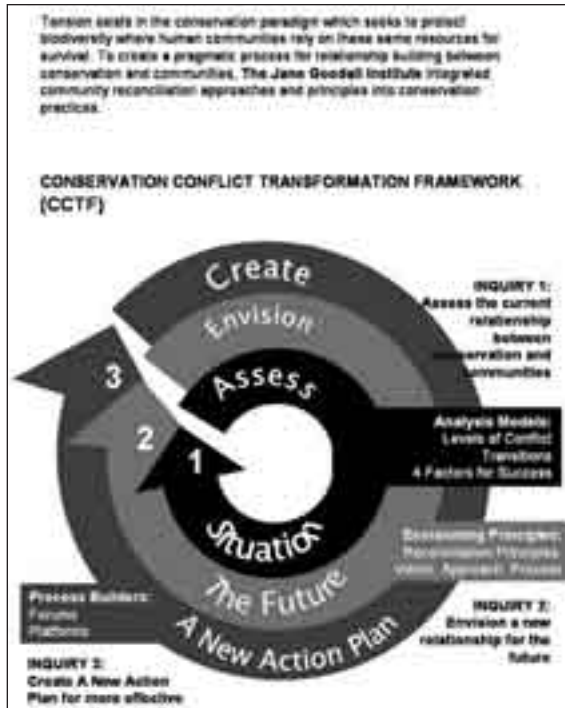 Tension exists in the conservation paradigm which seeks to protect
biodiversity where human communities rely on these same resources for
survival. To create a pragmatic process for relationship building between
conservation and communities, The Jane Goodall Institute integrated
community reconciliation approaches and principles into conservation
practices.
CONSERVATION CONFLICT TRANSFORMATION FRAMEWORK
(CCTF)
Create
Envision
Assess
3
2
1
Situation
The Future
A New Action Plan
INQUIRY 1:
Assess the current
relationship
between
conservation and
communities
Analysis Models:
Levels of Conflict
Transitions
4 Factors for Success
Principles:
Reconciliation Principles
Vision, Approach, Process
INQUIRY 2:
Envision a new
relationship for the
future
Process Builders:
Forums
Platforms
INQUIRY 3:
Create A New Action
Plan for more effective